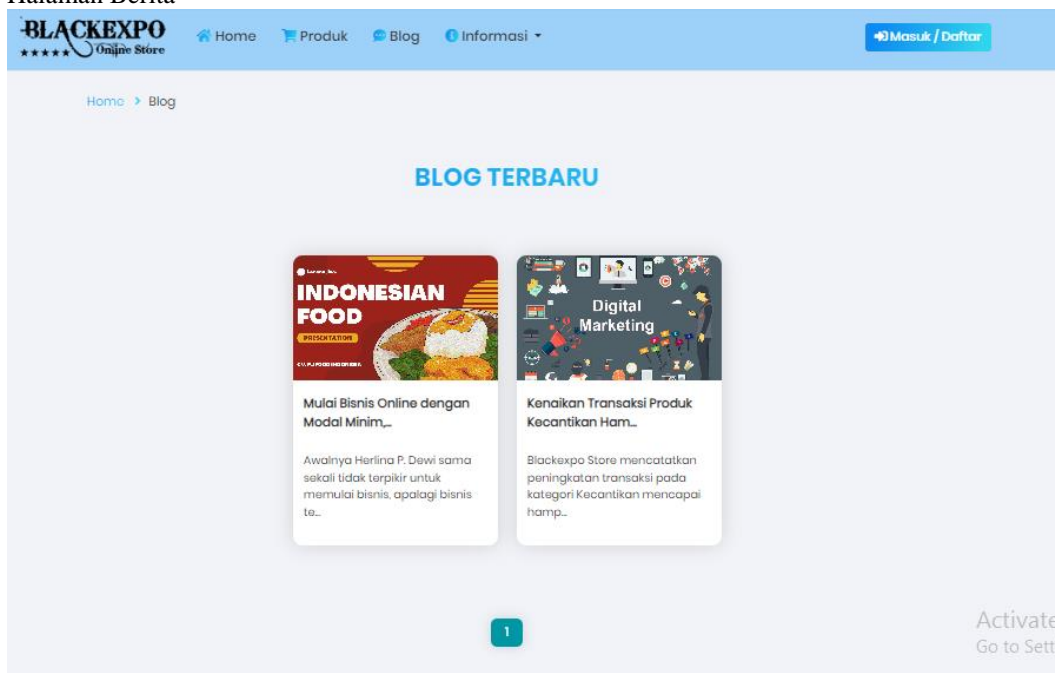 Halaman Berita
BLACKEXPO
Online Store
Home Produk Blog Informasi Masuk / Daftar
Home > Blog
BLOG TERBARU
INDONESIAN
FOOD
PRESENTATION
Digital
Marketing
Mulai Bisnis Online dengan
Modal Minim,...
Awalnya Herlina P. Dewi sama
sekali tidak terpikir untuk
memulai bisnis, apalagi bisnis
te...
Kenaikan Transaksi Produk
Kecantikan Ham...
Blackexpo Store mencatatkan
peningkatan transaksi pada
kategori Kecantikan mencapai
hamp...
1
Activate
Go to Sett